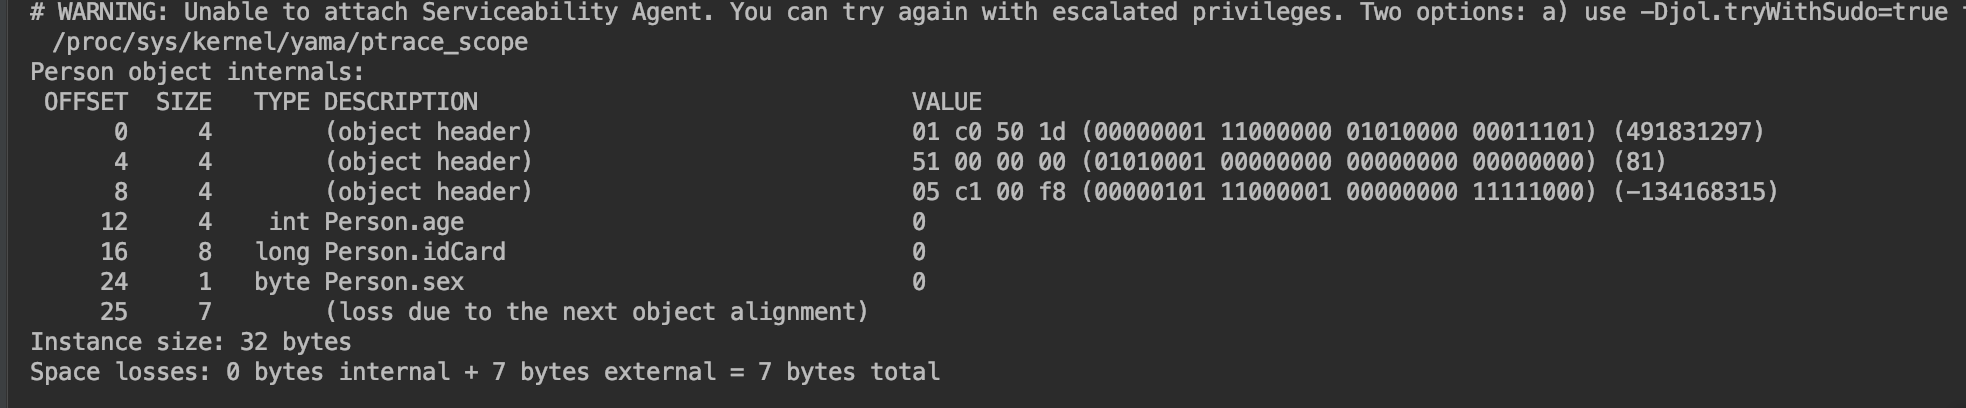 # WARNING: Unable to attach Serviceability Agent. You can try again with escalated privileges. Two options: a) use -Djol.tryWithSudo=true
/proc/sys/kernel/yama/ptrace_scope
Person object internals:
OFFSET SIZE TYPE DESCRIPTION VALUE
0 4 (object header) 01 c0 50 1d (00000001 11000000 01010000 00011101) (491831297)
4 4 (object header) 51 00 00 00 (01010001 00000000 00000000 00000000) (81)
8 4 (object header) 05 c1 00 f8 (00000101 11000001 00000000 11111000) (-134168315)
12 4 int Person.age 0
16 8 long Person.idCard 0
24 1 byte Person.sex 0
25 7 (loss due to the next object alignment)
Instance size: 32 bytes
Space losses: 0 bytes internal + 7 bytes external = 7 bytes total